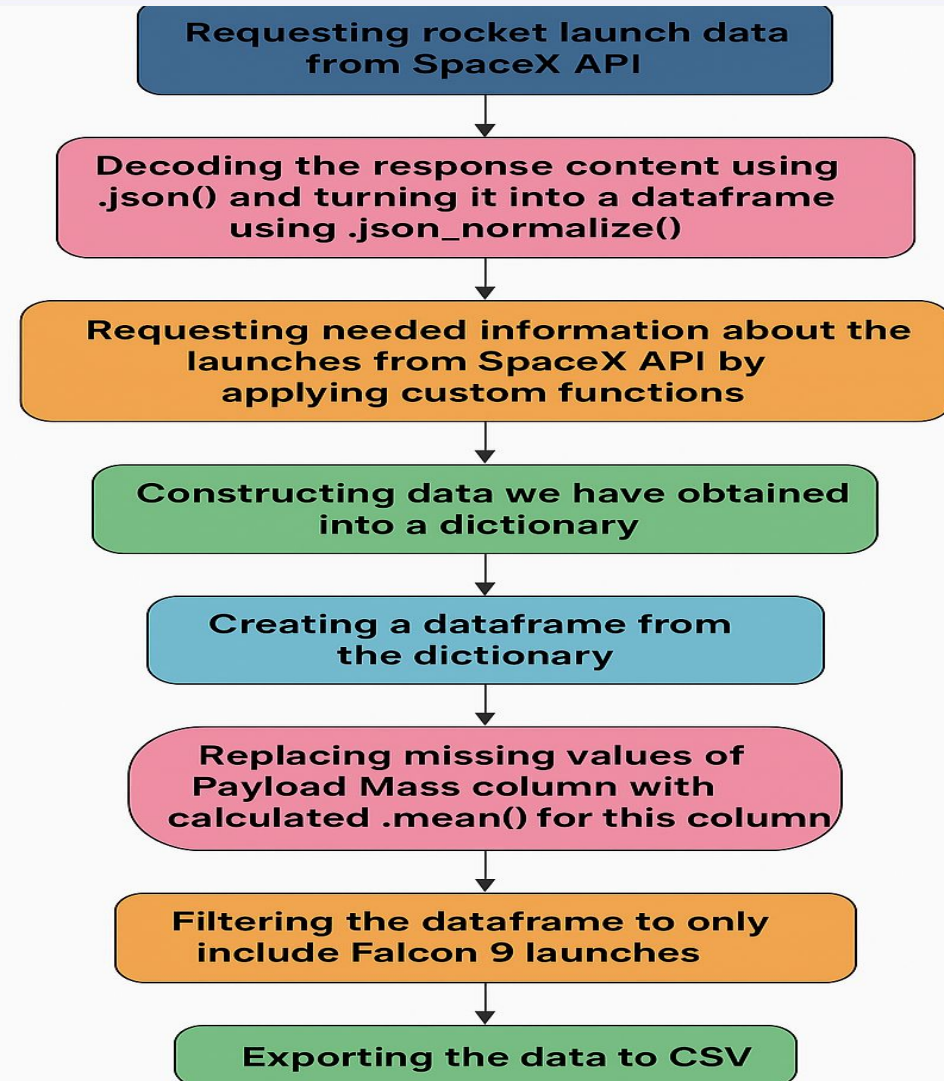 Requesting rocket launch data
from SpaceX API
Decoding the response content using
.json() and turning it into a dataframe
using .json_normalize()
Requesting needed information about the
launches from SpaceX API by
applying custom functions
Constructing data we have obtained
into a dictionary
Creating a dataframe from
the dictionary
Replacing missing values of
Payload Mass column with
calculated .mean() for this column
Filtering the dataframe to only
include Falcon 9 launches
Exporting the data to CSV